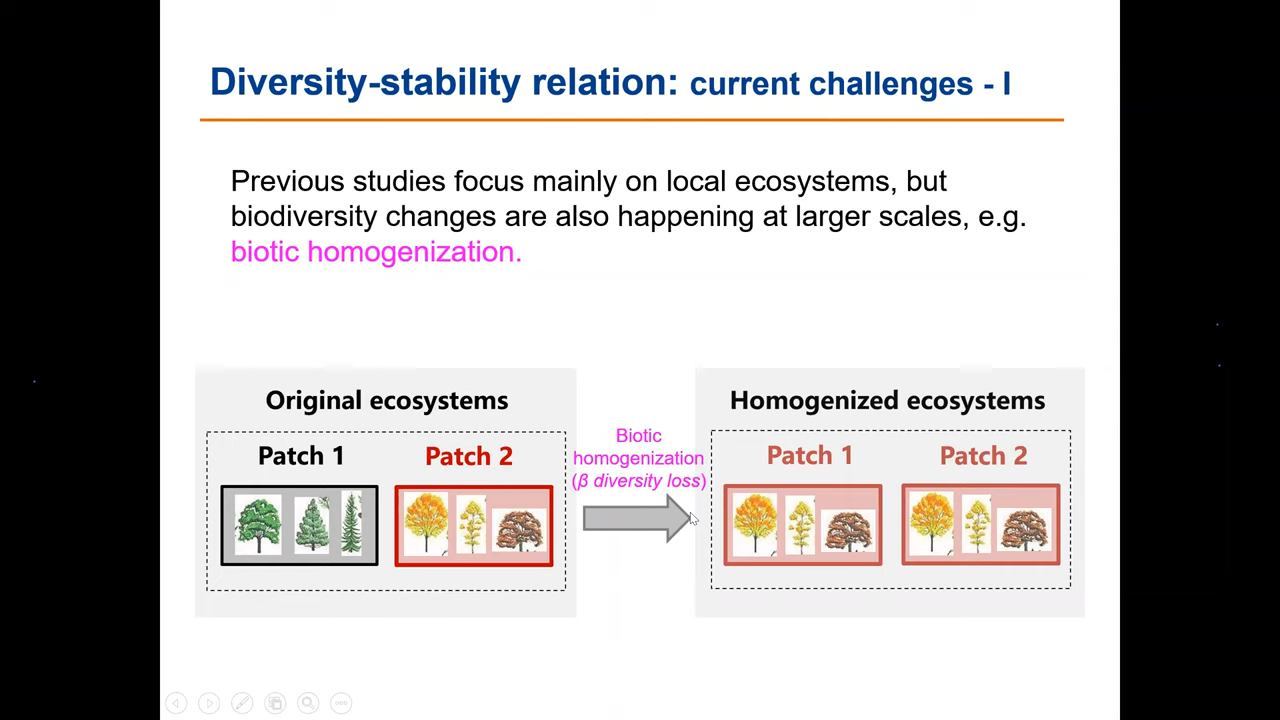 Diversity-stability relation: current challenges - I
Previous studies focus mainly on local ecosystems, but
biodiversity changes are also happening at larger scales, e.g.
biotic homogenization.
Original ecosystems
Patch 1 Patch 2
Biotic
homogenization
(β diversity loss)
Homogenized ecosystems
Patch 1 Patch 2